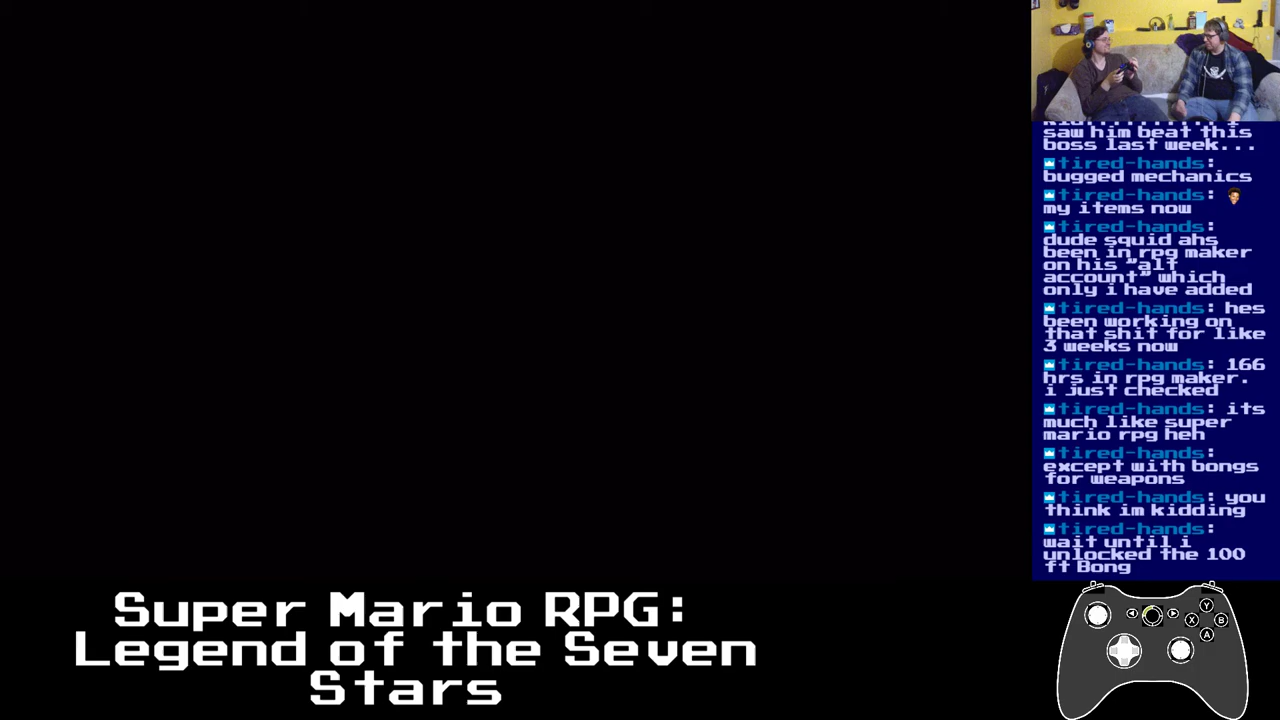 saw him beat this
boss last week...
tired-hands:
bugged mechanics
tired-hands:
my items now
tired-hands:
dude squid ahs
been in rpg maker
on his "alt
account" which
only i have added
tired-hands: hes
been working on
that shit for like
3 weeks now
tired-hands: 166
hrs in rpg maker.
i just checked
tired-hands: its
much like super
mario rpg heh
tired-hands:
except with bongs
for weapons
tired-hands: you
think im kidding
tired-hands:
wait until i
unlocked the 100
ft Bong
Super Mario RPG:
Legend of the Seven
Stars
Y
X
B
A